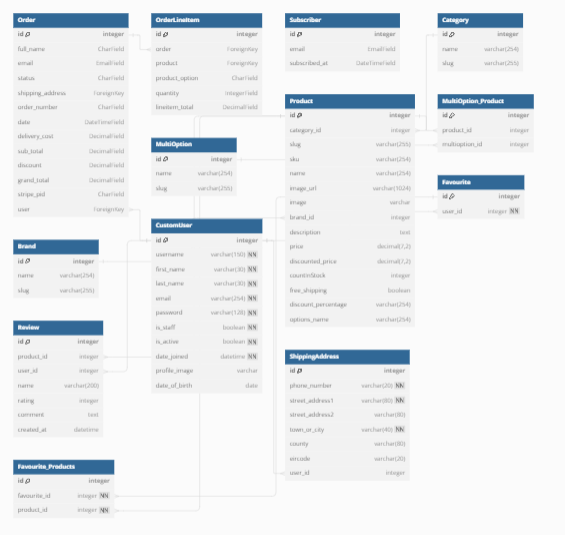 Order
id integer
full_name CharField
email EmailField
status CharField
shipping_address ForeignKey
order_number CharField
date DateTimeField
delivery_cost DecimalField
sub_total DecimalField
discount DecimalField
grand_total DecimalField
stripe_pid CharField
user ForeignKey
OrderLineItem
id integer
order ForeignKey
product ForeignKey
product_option CharField
quantity IntegerField
lineitem_total DecimalField
Subscriber
id integer
email EmailField
subscribed_at DateTimeField
Category
id integer
name varchar(254)
slug varchar(255)
Product
id integer
category_id integer
slug varchar(255)
sku varchar(254)
name varchar(254)
image_url varchar(1024)
image varchar
brand_id integer
description text
price decimal(7,2)
discounted_price decimal(7,2)
countInStock integer
free_shipping boolean
discount_percentage varchar(254)
options_name varchar(254)
MultiOption_Product
id integer
product_id integer
multioption_id integer
MultiOption
id integer
name varchar(254)
slug varchar(255)
Favourite
id integer
user_id integer NN
CustomUser
id integer
username varchar(150) NN
first_name varchar(30) NN
last_name varchar(30) NN
email varchar(254) NN
password varchar(128) NN
is_staff boolean NN
is_active boolean NN
date_joined datetime NN
profile_image varchar
date_of_birth date
Brand
id integer
name varchar(254)
slug varchar(255)
Review
id integer
product_id integer
user_id integer
name varchar(200)
rating integer
comment text
created_at datetime
ShippingAddress
id integer
phone_number varchar(20) NN
street_address1 varchar(80) NN
street_address2 varchar(80)
town_or_city varchar(40) NN
county varchar(80)
eircode varchar(20)
user_id integer
Favourite_Products
id integer
favourite_id integer NN
product_id integer NN